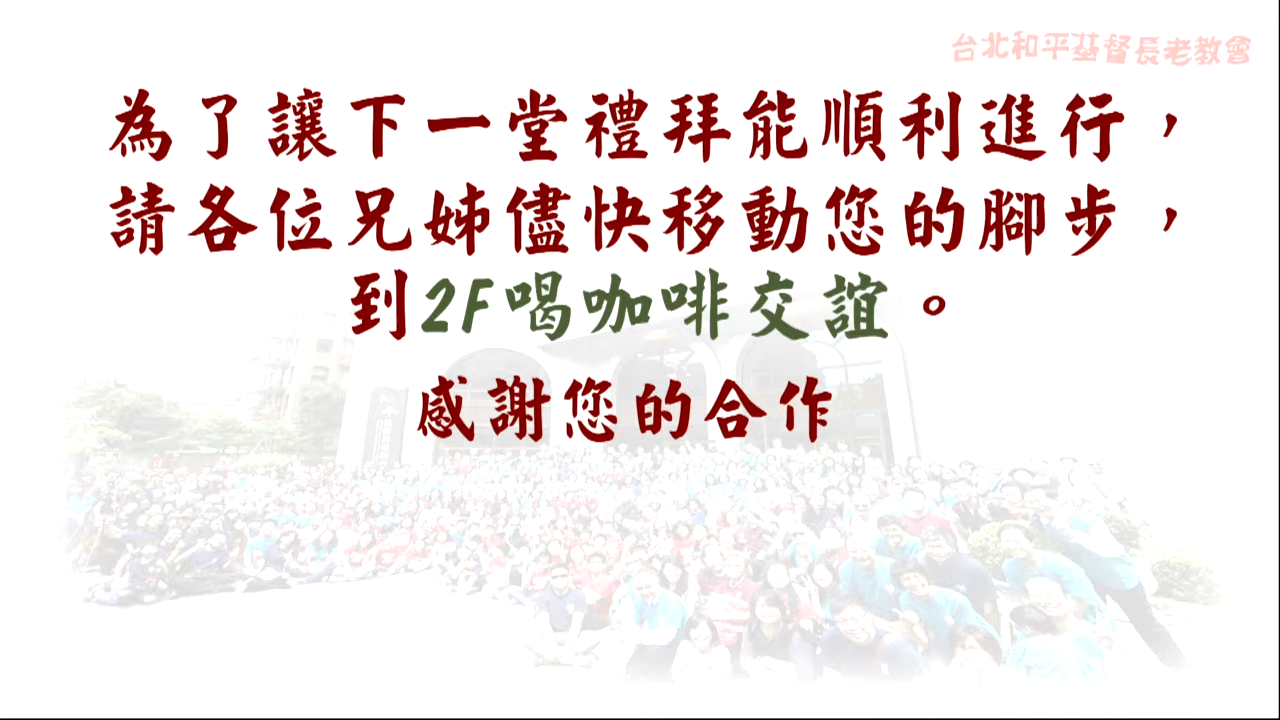 台北和平基督長老教會
為了讓下一堂禮拜能順利進行，
請各位兄姊儘快移動您的腳步，
到2F喝咖啡交誼。
感謝您的合作